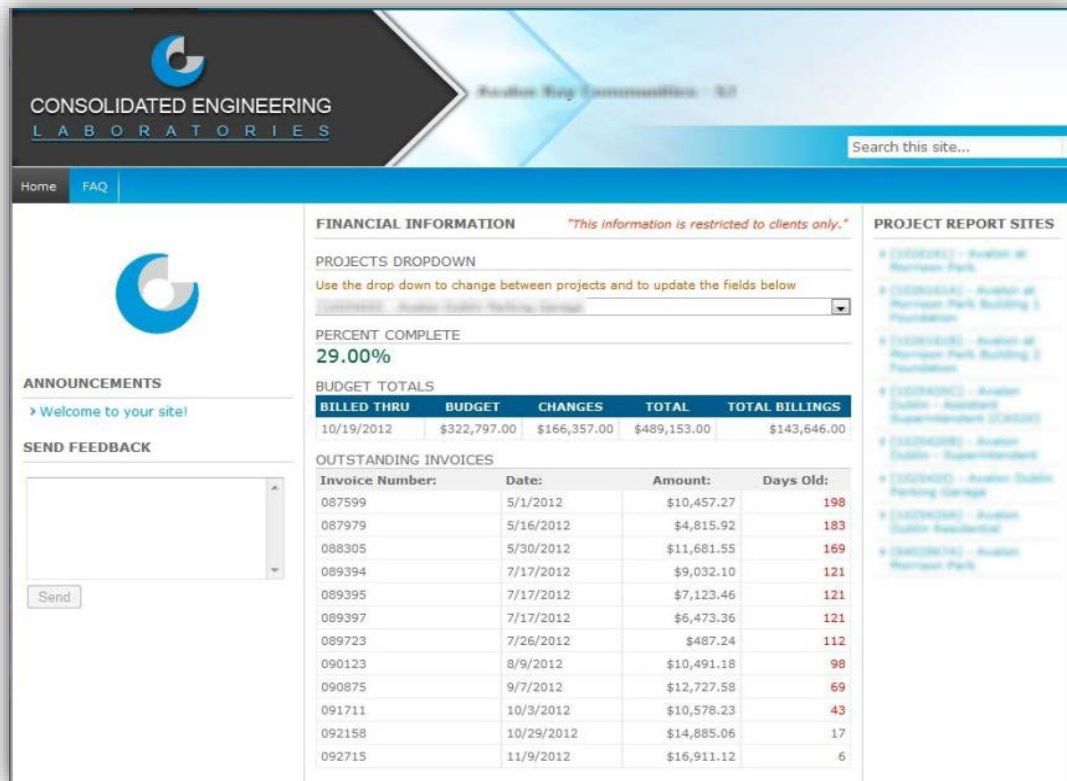 CONSOLIDATED ENGINEERING
LABORATORIES
Search this site...
Home FAQ
ANNOUNCEMENTS
Welcome to your site!
SEND FEEDBACK
Send
FINANCIAL INFORMATION "This information is restricted to clients only."
PROJECTS DROPDOWN
Use the drop down to change between projects and to update the fields below
PERCENT COMPLETE
29.00%
BUDGET TOTALS
BILLED THRU BUDGET CHANGES TOTAL TOTAL BILLINGS
10/19/2012 $322,797.00 $166,357.00 $489,153.00 $143,646.00
OUTSTANDING INVOICES
Invoice Number: Date: Amount: Days Old:
087599 5/1/2012 $10,457.27 198
087979 5/16/2012 $4,815.92 183
088305 5/30/2012 $11,681.55 169
089394 7/17/2012 $9,032.10 121
089395 7/17/2012 $7,123.46 121
089397 7/17/2012 $6,473.36 121
089723 7/26/2012 $487.24 112
090123 8/9/2012 $10,491.18 98
090875 9/7/2012 $12,727.58 69
091711 10/3/2012 $10,578.23 43
092158 10/29/2012 $14,885.06 17
092715 11/9/2012 $16,911.12 6
PROJECT REPORT SITES